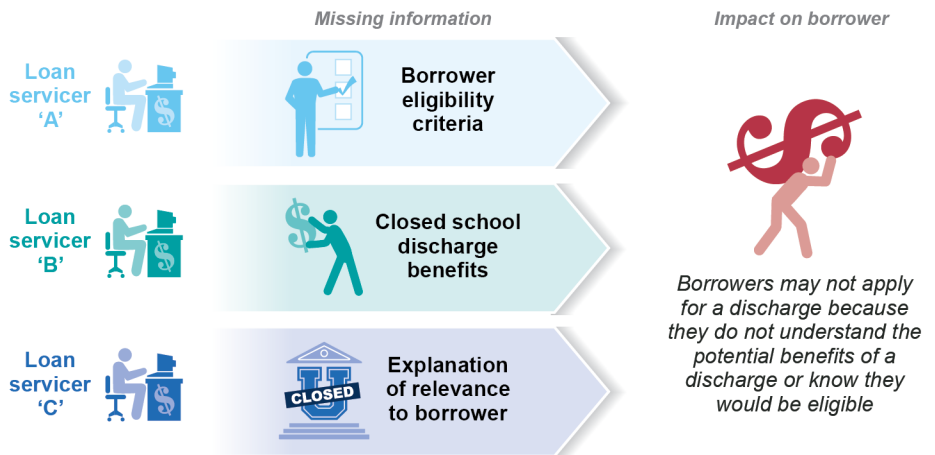 Missing information
Impact on borrower
Loan
servicer
‘A’
Borrower
eligibility
criteria
Loan
servicer
‘B’
Closed school
discharge
benefits
Loan
servicer
‘C’
U
CLOSED
Explanation
of relevance
to borrower
Borrowers may not apply
for a discharge because
they do not understand the
potential benefits of a
discharge or know they
would be eligible